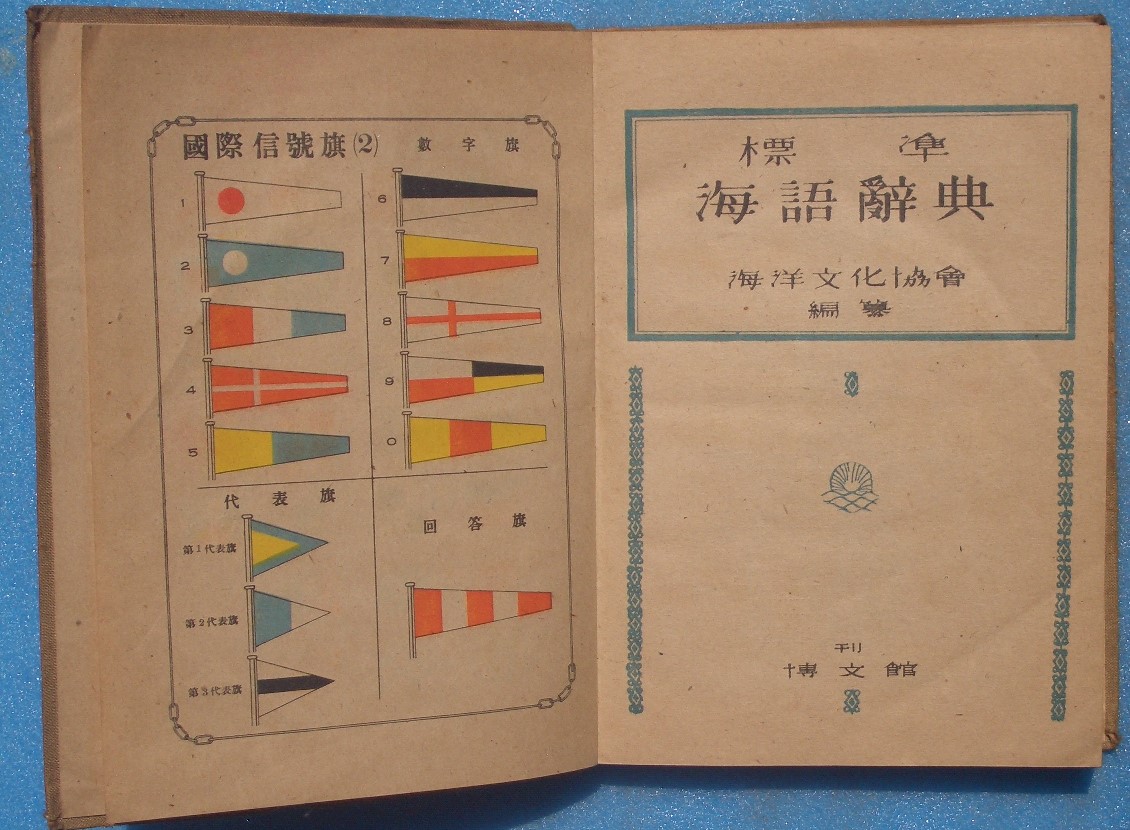 國際信號旗(2)
數字旗
1
2
3
4
5
6
7
8
9
0
代表旗
第1代表旗
第2代表旗
第3代表旗
回答旗
標準
海語辭典
海洋文化協會
編纂
刊
博文館